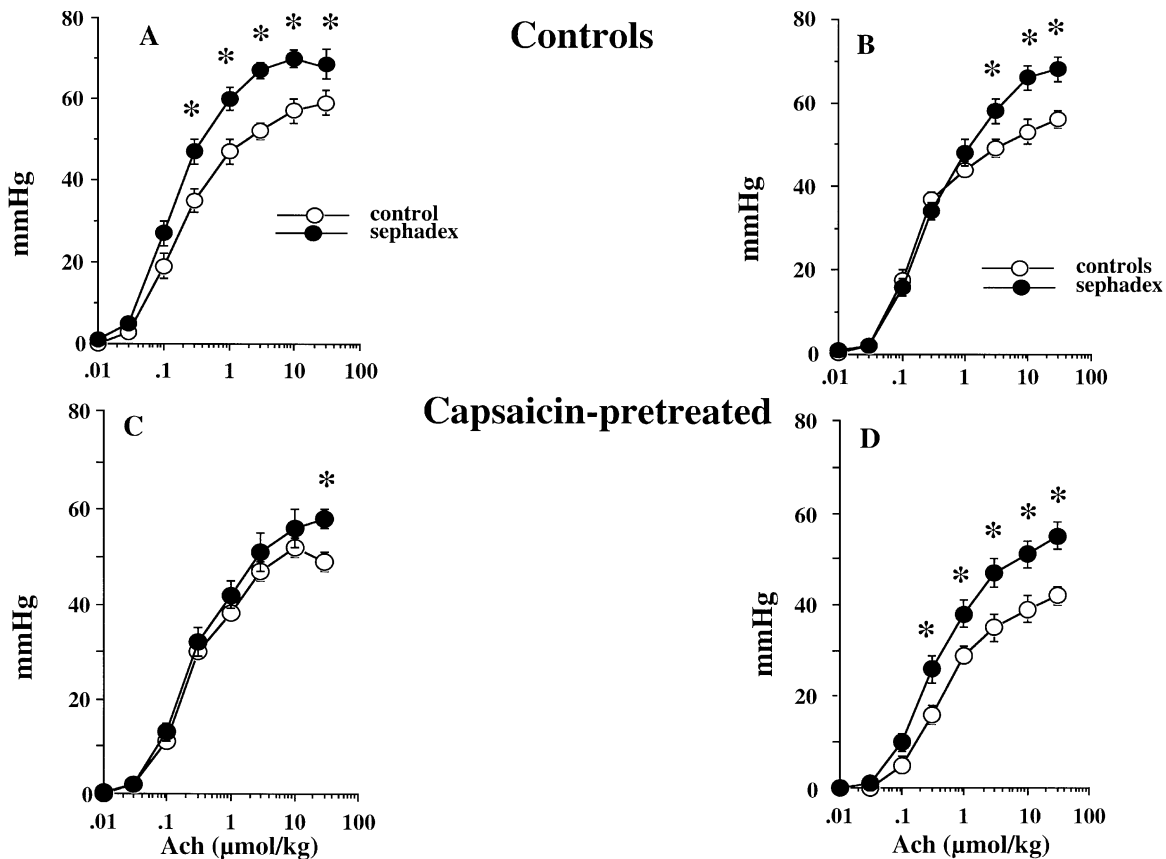 Controls
A
80
60
40
20
0
mmHg
* * * * * *
control
sephadex
.01 .1 1 10 100
B
80
60
40
20
0
mmHg
* * *
controls
sephadex
.01 .1 1 10 100
Capsaicin-pretreated
C
80
60
40
20
0
mmHg
*
.01 .1 1 10 100
Ach (µmol/kg)
D
80
60
40
20
0
mmHg
* * * * *
.01 .1 1 10 100
Ach (µmol/kg)